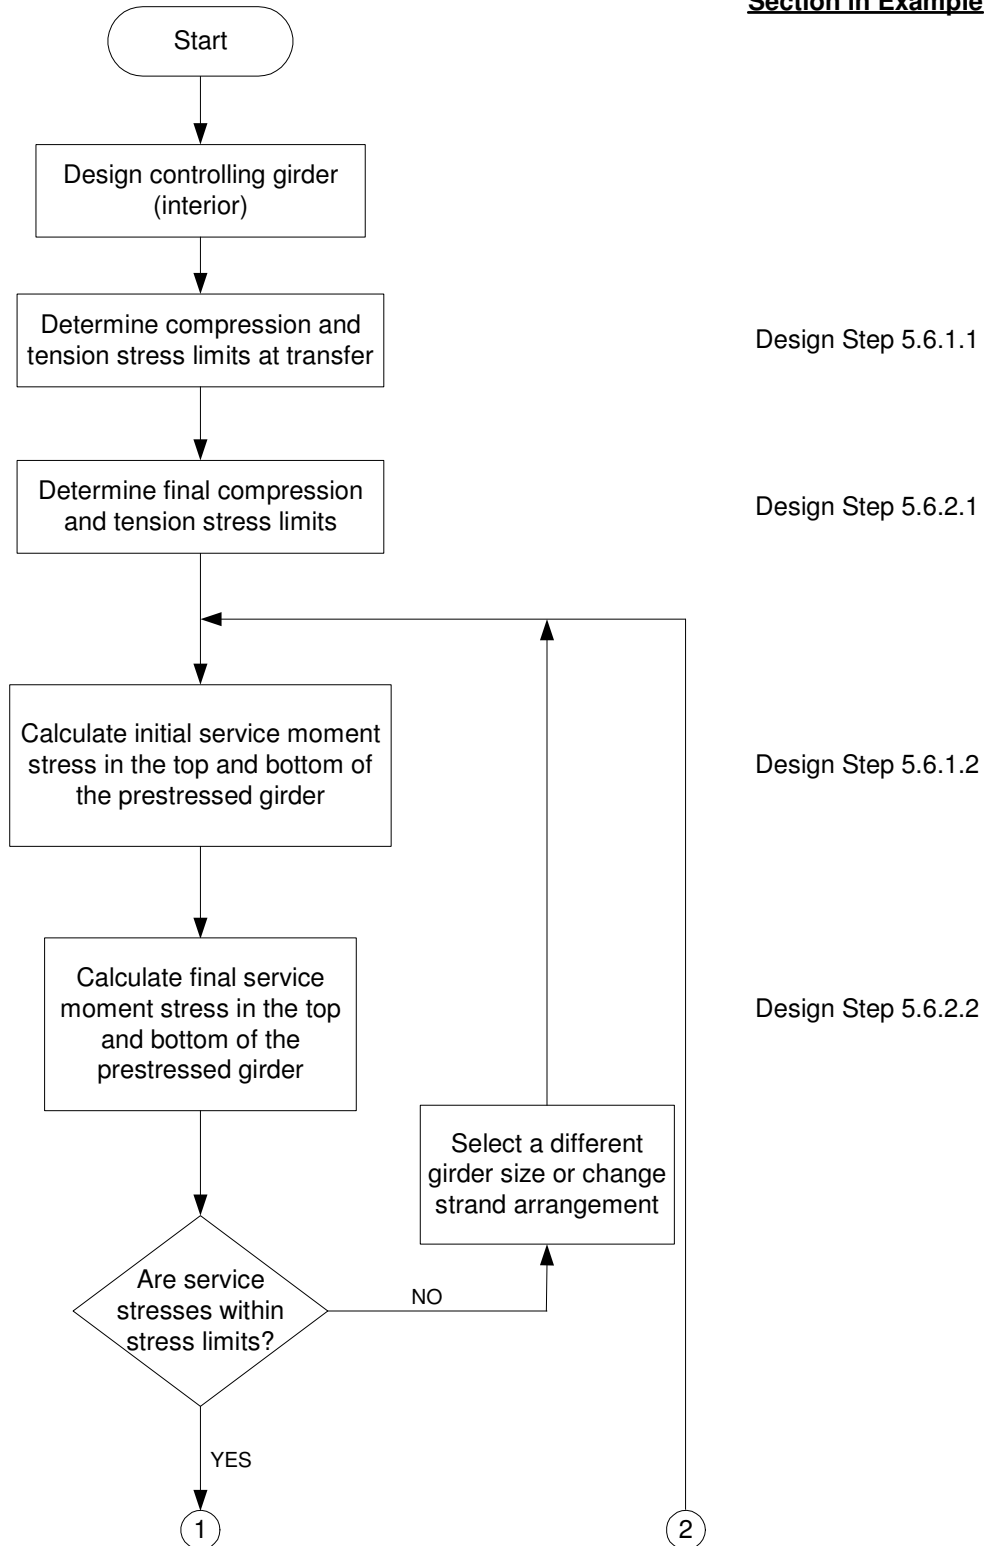 Section in Example
Start
Design controlling girder
(interior)
Determine compression and
tension stress limits at transfer
Design Step 5.6.1.1
Determine final compression
and tension stress limits
Design Step 5.6.2.1
Calculate initial service moment
stress in the top and bottom of
the prestressed girder
Design Step 5.6.1.2
Calculate final service
moment stress in the top
and bottom of the
prestressed girder
Design Step 5.6.2.2
Select a different
girder size or change
strand arrangement
Are service
stresses within
stress limits?
NO
YES
1
2